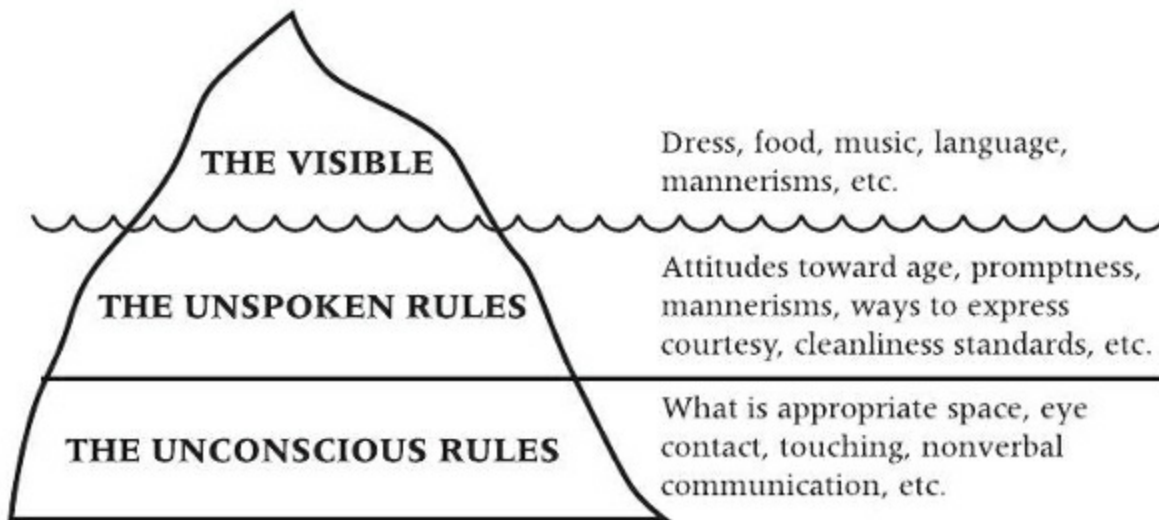 THE VISIBLE
Dress, food, music, language,
mannerisms, etc.
THE UNSPOKEN RULES
Attitudes toward age, promptness,
mannerisms, ways to express
courtesy, cleanliness standards, etc.
THE UNCONSCIOUS RULES
What is appropriate space, eye
contact, touching, nonverbal
communication, etc.